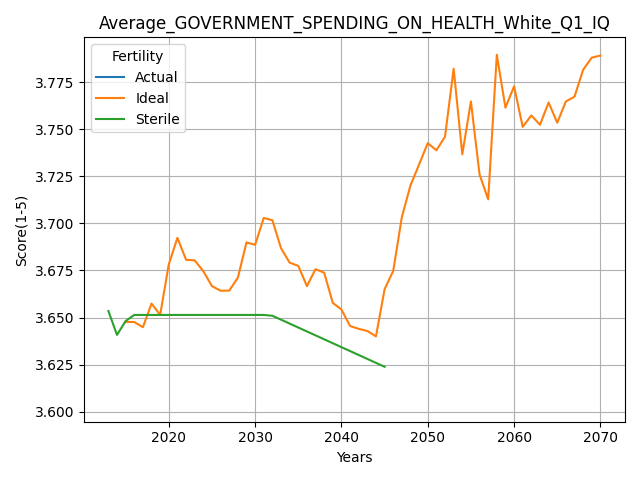 Average_GOVERNMENT_SPENDING_ON_HEALTH_White_Q1_IQ
Fertility
Actual
Ideal
Sterile
3.775
3.750
3.725
3.700
3.675
3.650
3.625
3.600
Score(1-5)
2020 2030 2040 2050 2060 2070
Years